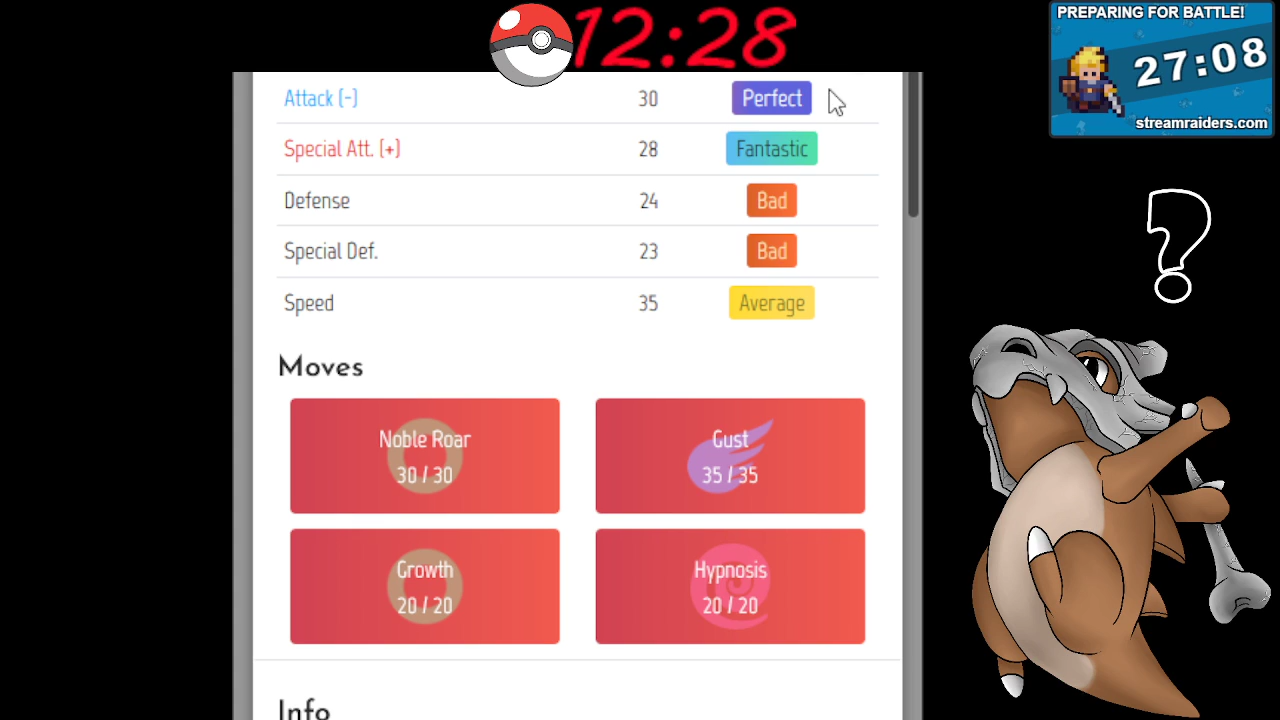 12:28
PREPARING FOR BATTLE!
27:08
streamraiders.com
Attack (-) 30 Perfect
Special Att. (+) 28 Fantastic
Defense 24 Bad
Special Def. 23 Bad
Speed 35 Average
Moves
Noble Roar
30 / 30
Gust
35 / 35
Growth
20 / 20
Hypnosis
20 / 20
Info
?